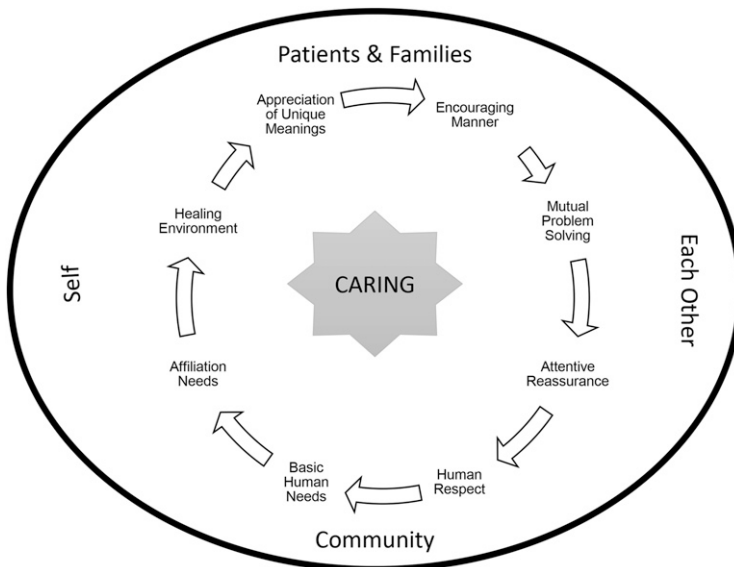 Patients & Families
Appreciation
of Unique
Meanings
Encouraging
Manner
Mutual
Problem
Solving
Each Other
Attentive
Reassurance
Human
Respect
Community
Basic
Human
Needs
Affiliation
Needs
Self
Healing
Environment
CARING